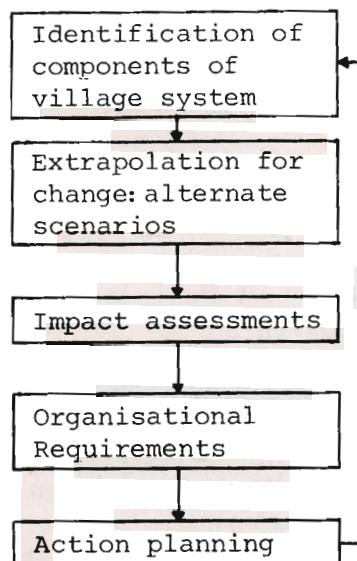 Identification of
components of
village system
Extrapolation for
change: alternate
scenarios
Impact assessments
Organisational
Requirements
Action planning